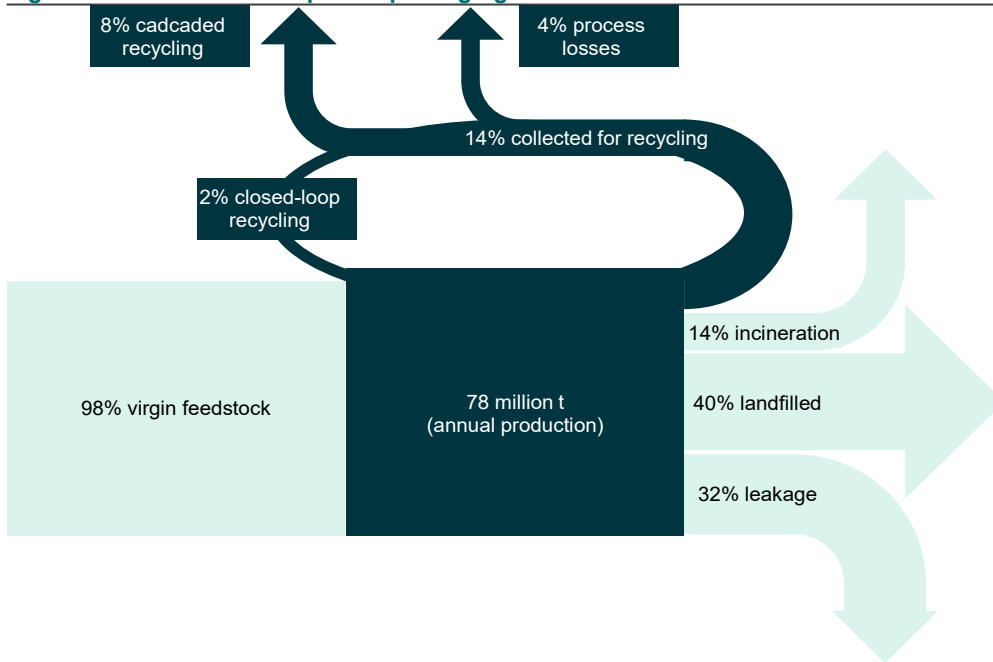 8% cadcaded
recycling
4% process
losses
14% collected for recycling
2% closed-loop
recycling
14% incineration
98% virgin feedstock
78 million t
(annual production)
40% landfilled
32% leakage